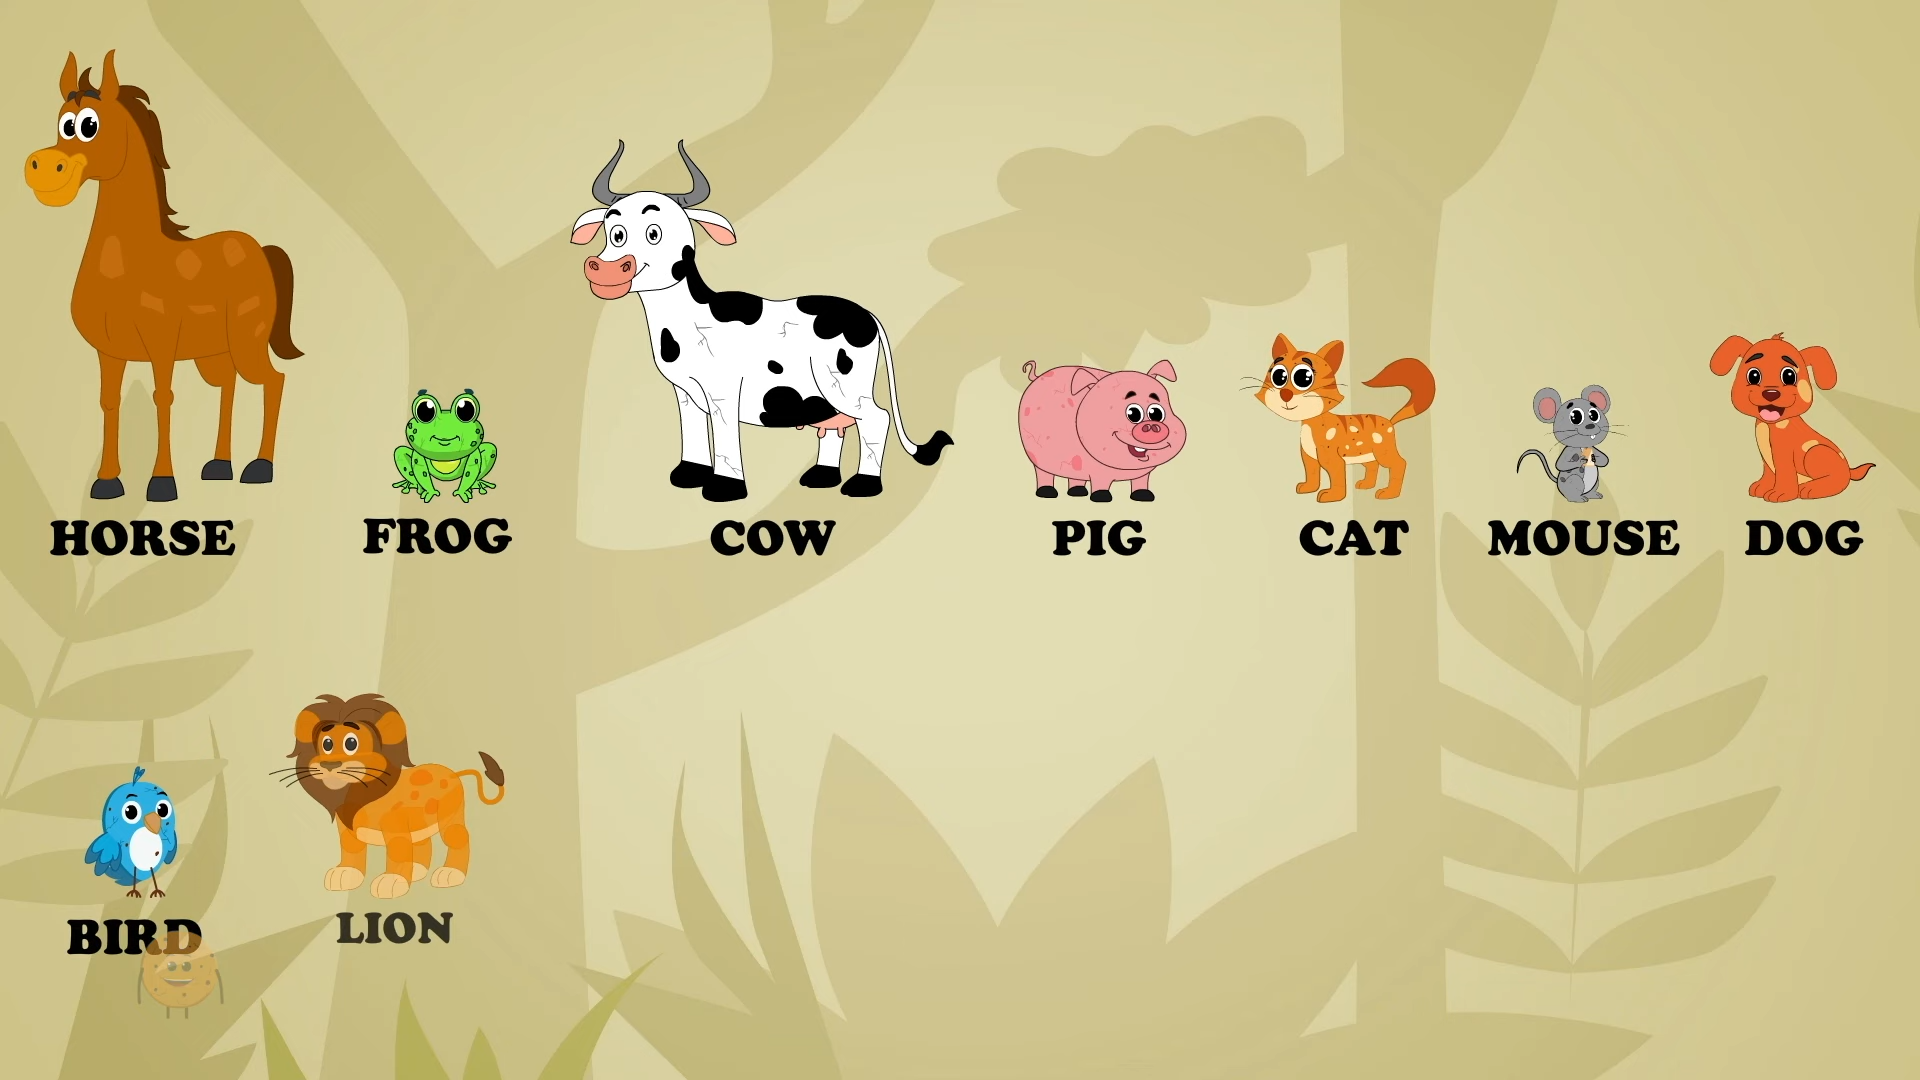 HORSE
FROG
COW
PIG
CAT
MOUSE
DOG
BIRD
LION